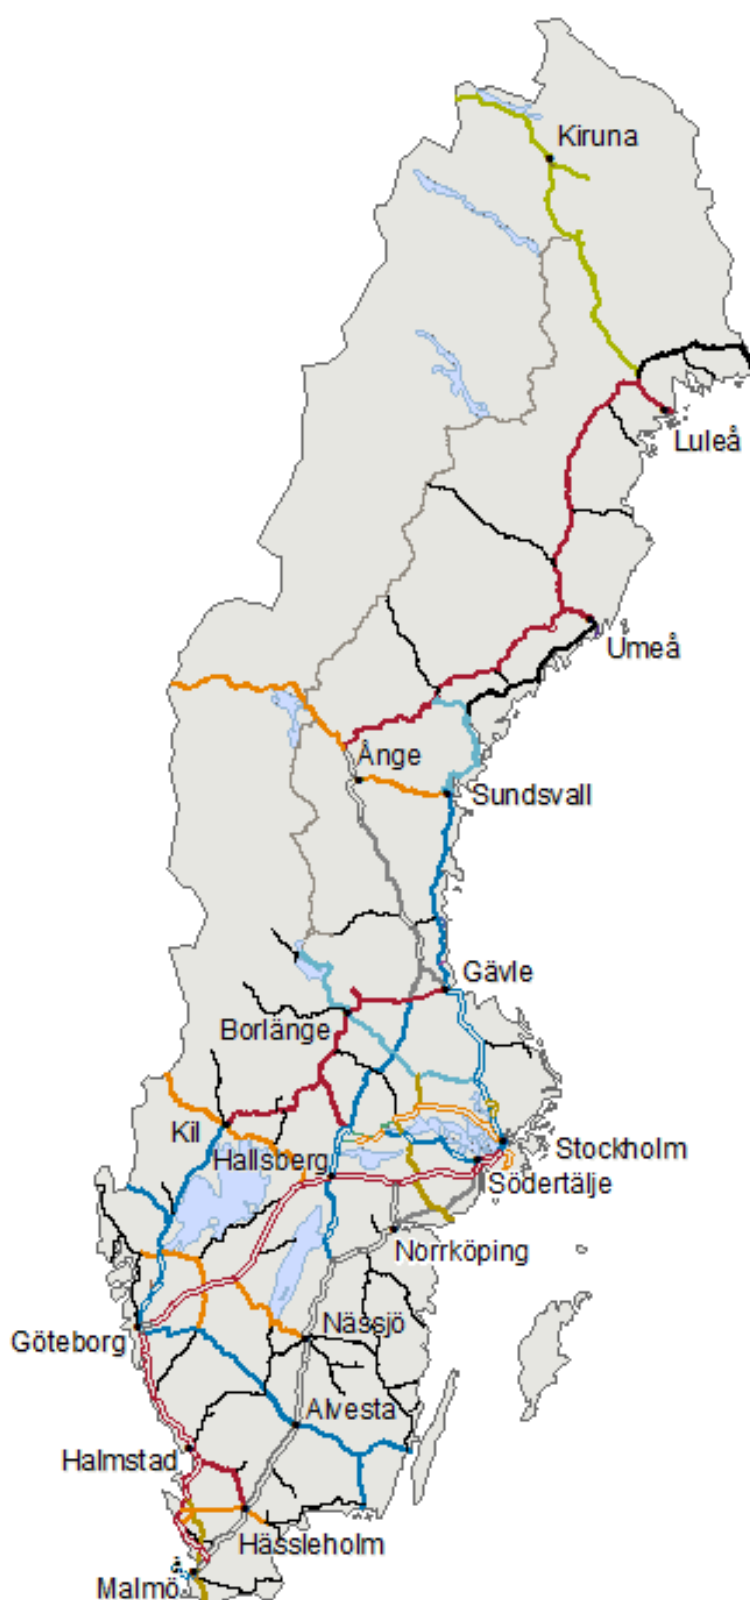 Kiruna
Luleå
Umeå
Ånge
Sundsvall
Gävle
Borlänge
Kil
Stockholm
Hallsberg
Södertälje
Norrköping
Nässjö
Göteborg
Alvesta
Halmstad
Hässleholm
Malmö